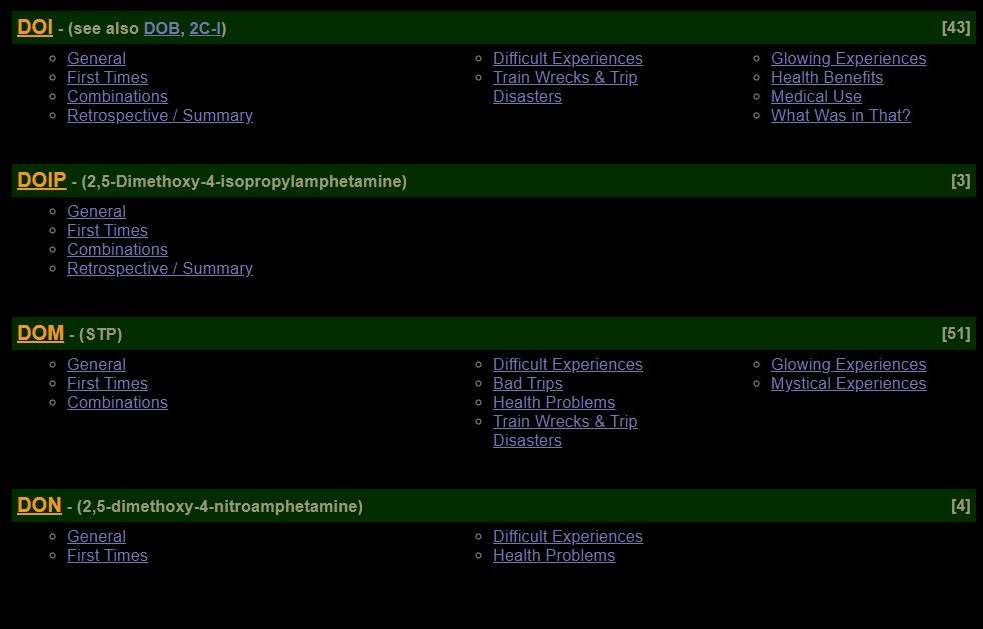 DOI - (see also DOB, 2C-I) [43]
General
First Times
Combinations
Retrospective / Summary
Difficult Experiences
Train Wrecks & Trip
Disasters
Glowing Experiences
Health Benefits
Medical Use
What Was in That?
DOIP - (2,5-Dimethoxy-4-isopropylamphetamine) [3]
General
First Times
Combinations
Retrospective / Summary
DOM - (STP) [51]
General
First Times
Combinations
Difficult Experiences
Bad Trips
Health Problems
Train Wrecks & Trip
Disasters
Glowing Experiences
Mystical Experiences
DON - (2,5-dimethoxy-4-nitroamphetamine) [4]
General
First Times
Difficult Experiences
Health Problems